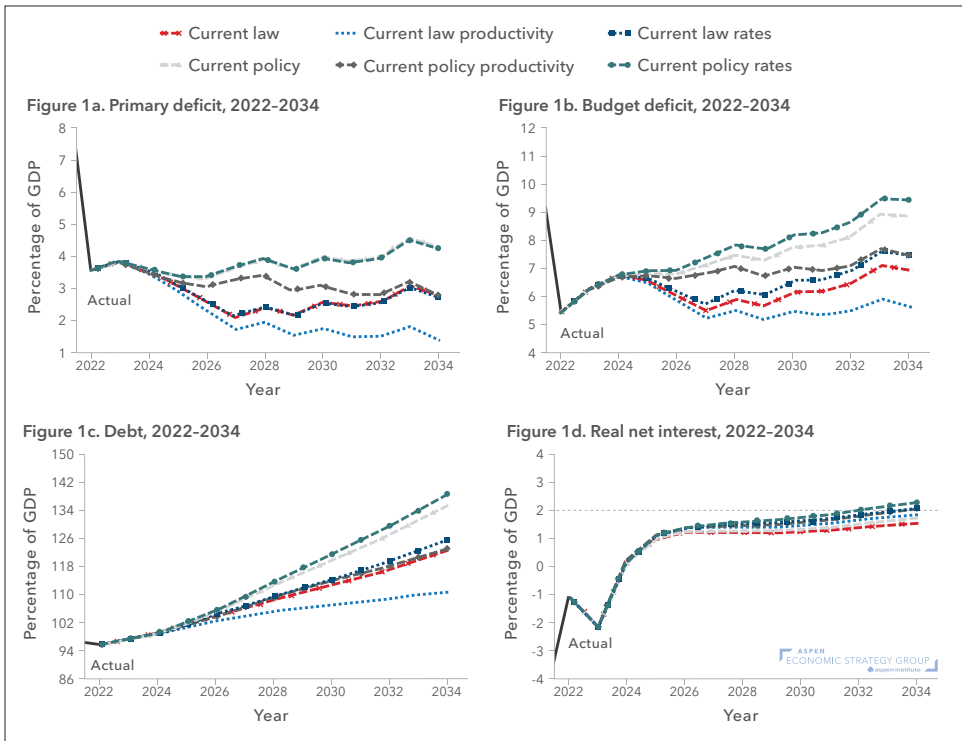 Current law
Current law productivity
Current law rates
Current policy
Current policy productivity
Current policy rates
Figure 1a. Primary deficit, 2022–2034
8
7
6
5
4
3
2
1
Percentage of GDP
Actual
2022 2024 2026 2028 2030 2032 2034
Year
Figure 1b. Budget deficit, 2022–2034
12
11
10
9
8
7
6
5
4
Percentage of GDP
Actual
2022 2024 2026 2028 2030 2032 2034
Year
Figure 1c. Debt, 2022–2034
150
142
134
126
118
110
102
94
86
Percentage of GDP
Actual
2022 2024 2026 2028 2030 2032 2034
Year
Figure 1d. Real net interest, 2022–2034
4
3
2
1
0
-1
-2
-3
-4
Percentage of GDP
Actual
2022 2024 2026 2028 2030 2032 2034
Year
ASPEN
ECONOMIC STRATEGY GROUP
aspen institute